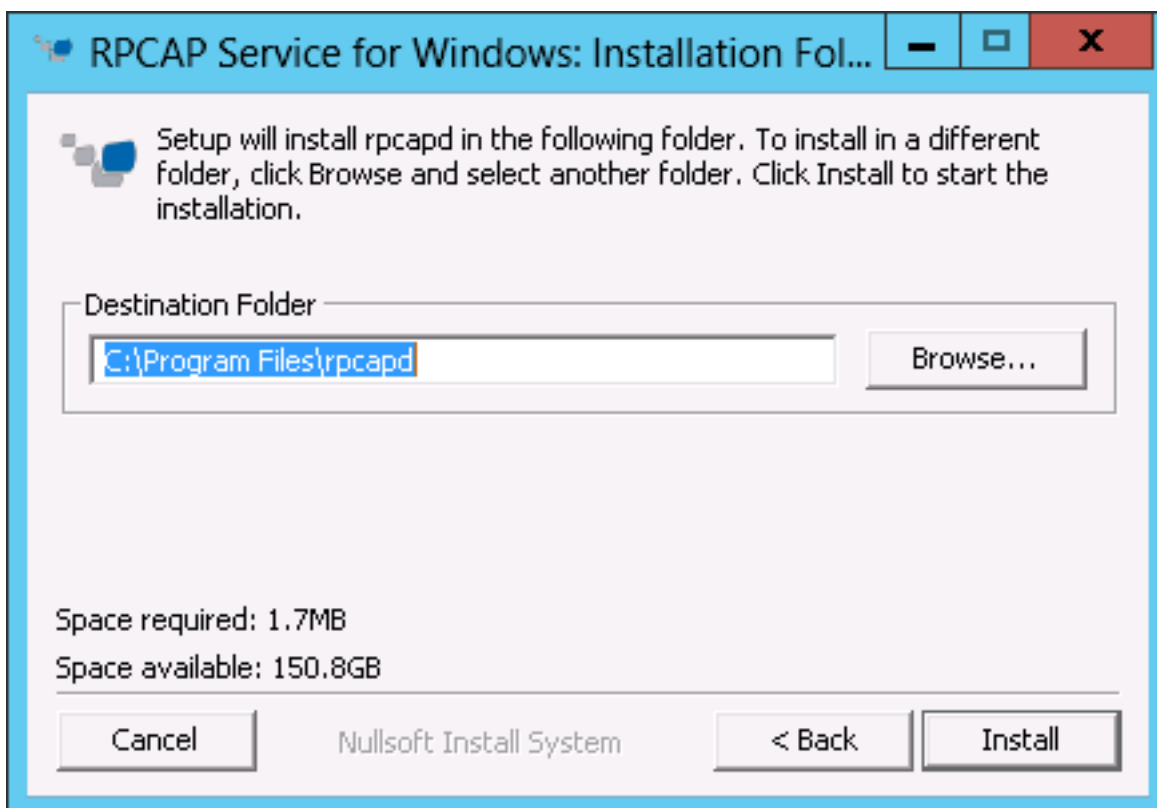 RPCAP Service for Windows: Installation Fol...
Setup will install rpcapd in the following folder. To install in a different
folder, click Browse and select another folder. Click Install to start the
installation.
Destination Folder
C:\Program Files\rpcapd
Browse...
Space required: 1.7MB
Space available: 150.8GB
Cancel
Nullsoft Install System
< Back
Install